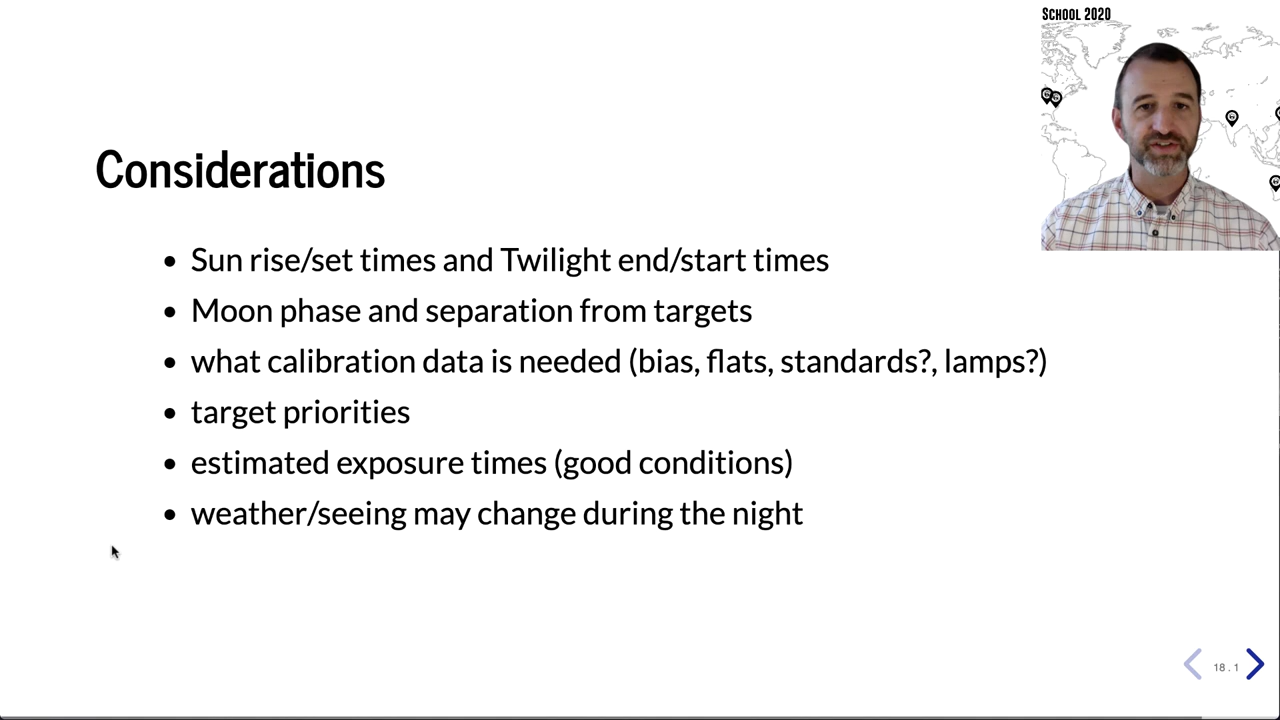 School 2020
Considerations
• Sun rise/set times and Twilight end/start times
• Moon phase and separation from targets
• what calibration data is needed (bias, flats, standards?, lamps?)
• target priorities
• estimated exposure times (good conditions)
• weather/seeing may change during the night
18.1